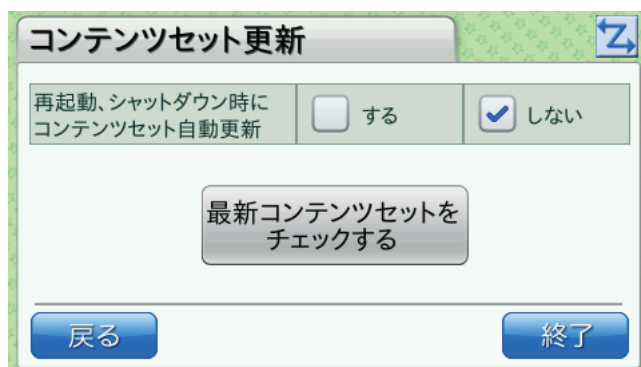 コンテンツセット更新
Z
再起動、シャットダウン時に
コンテンツセット自動更新
する
しない
最新コンテンツセットを
チェックする
戻る
終了